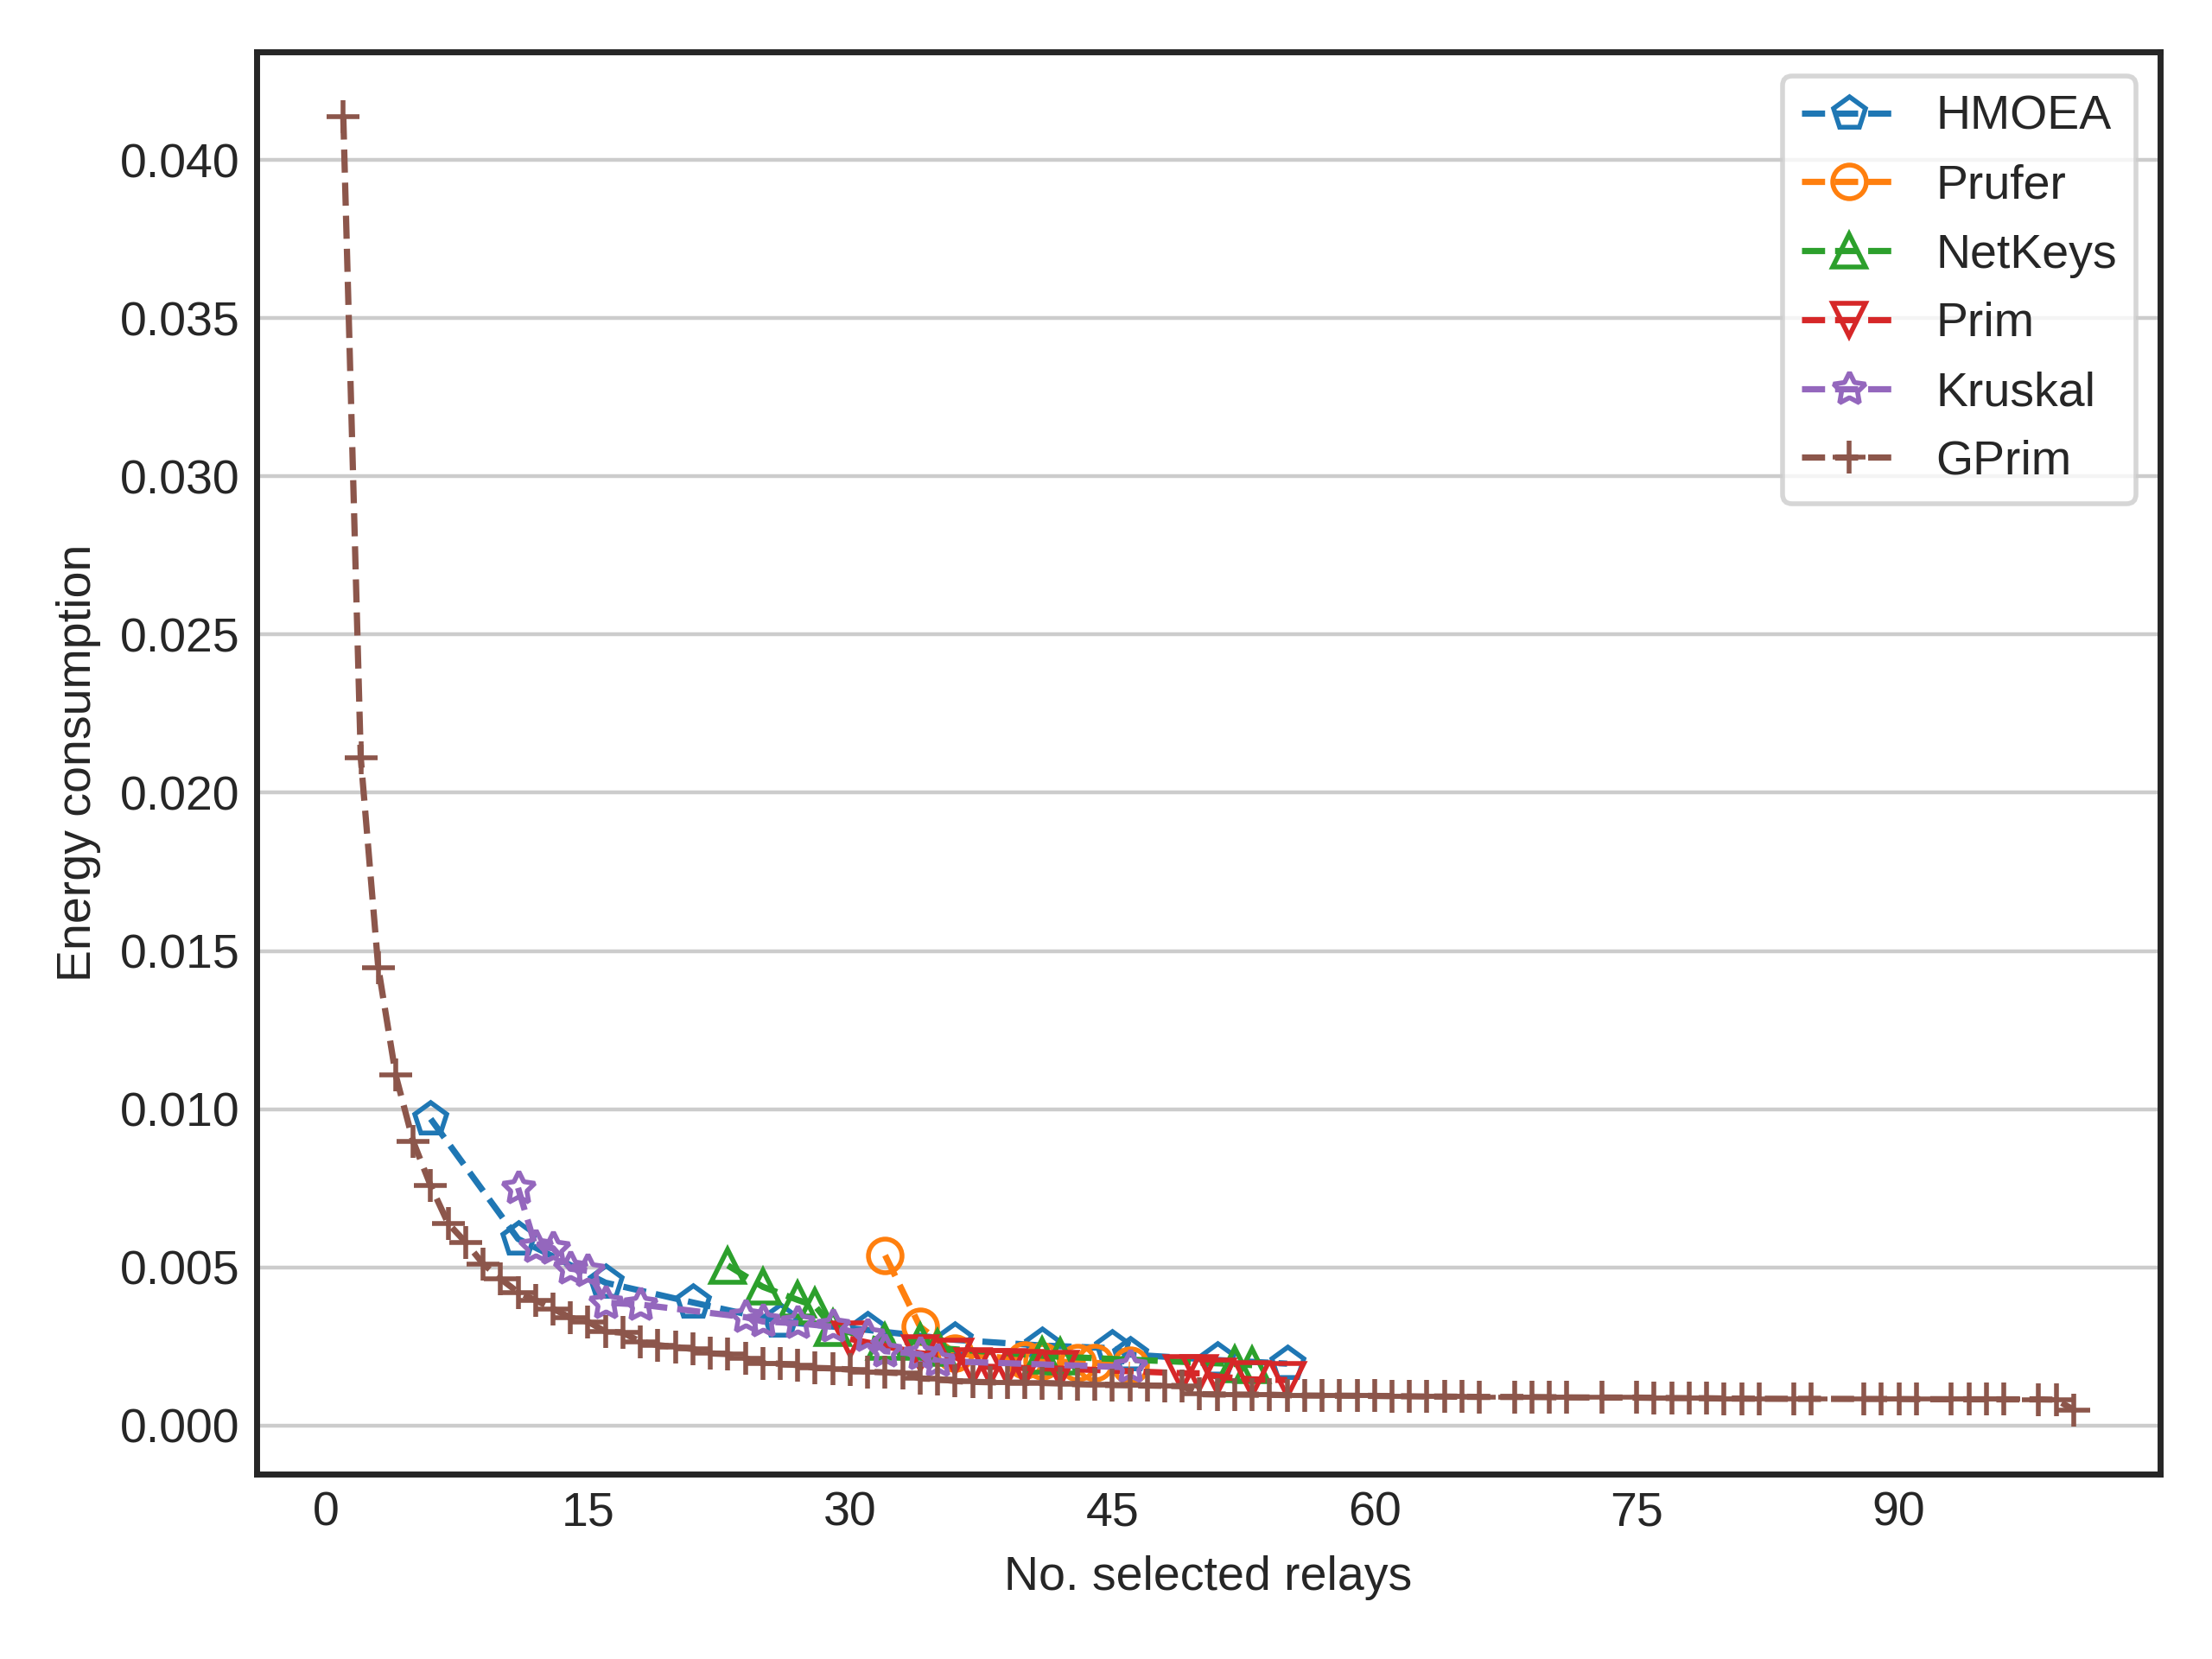 HMOEA
Prufer
NetKeys
Prim
Kruskal
GPrim
0.040
0.035
0.030
0.025
0.020
0.015
0.010
0.005
0.000
Energy consumption
0 15 30 45 60 75 90
No. selected relays